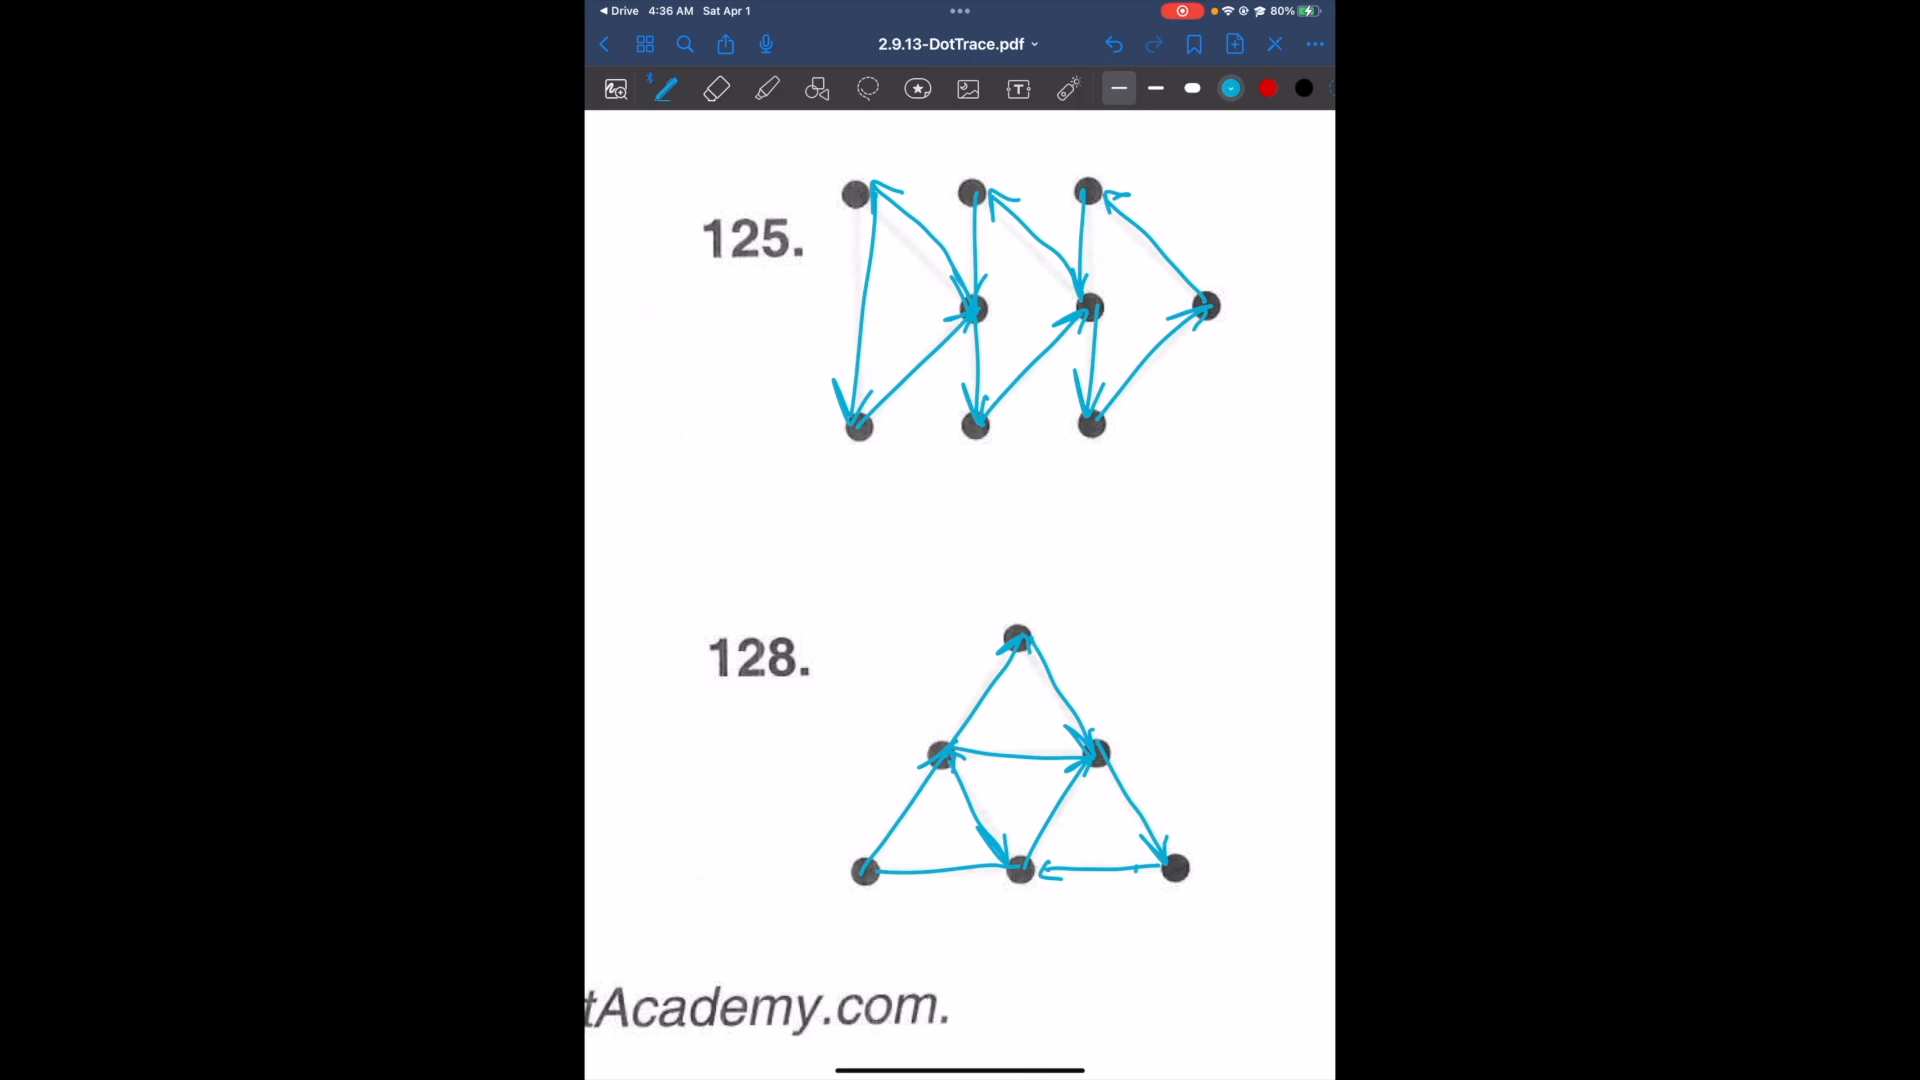 Drive 4:36 AM Sat Apr 1 80%
2.9.13-DotTrace.pdf
125.
128.
tAcademy.com.